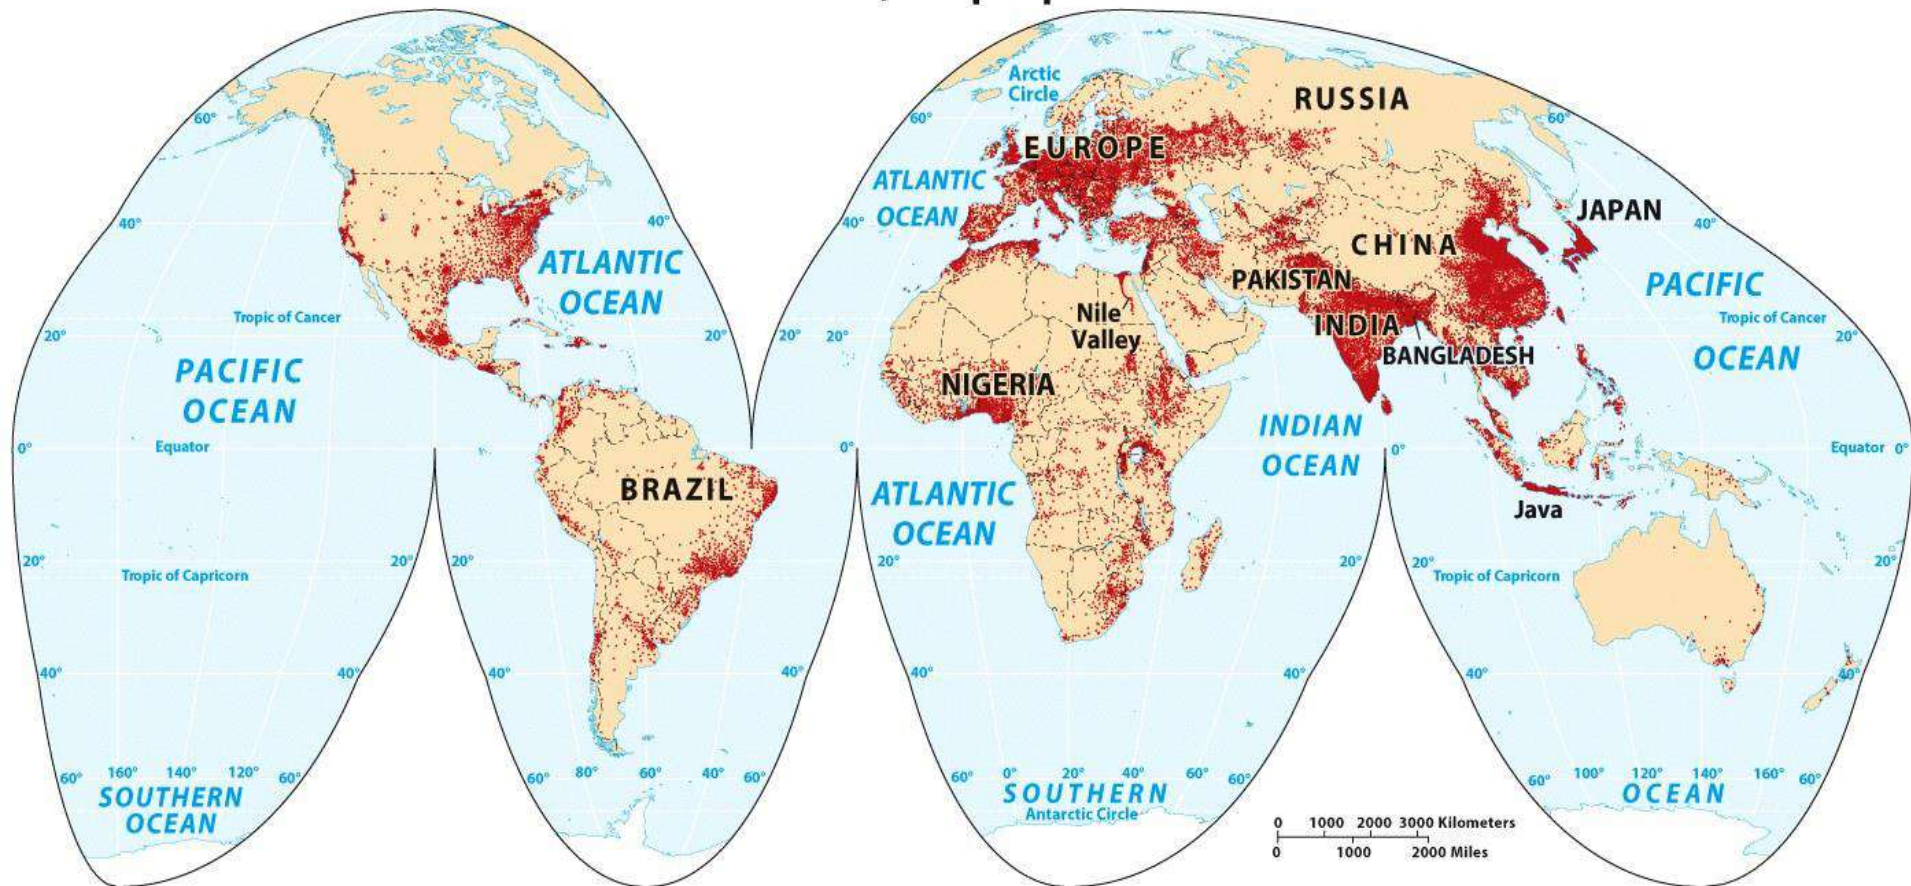 Arctic
Circle
RUSSIA
60°
60°
60°
60°
EUROPE
ATLANTIC
OCEAN
JAPAN
40°
40°
40°
40°
CHINA
ATLANTIC
OCEAN
PAKISTAN
PACIFIC
OCEAN
Nile
Valley
Tropic of Cancer
Tropic of Cancer
INDIA
20°
20°
20°
20°
20°
BANGLADESH
PACIFIC
OCEAN
NIGERIA
INDIAN
OCEAN
0°
Equator
0°
0°
Equator 0°
BRAZIL
ATLANTIC
OCEAN
Java
20°
20°
20°
20°
20°
20°
20°
Tropic of Capricorn
Tropic of Capricorn
40°
40°
40°
40°
40°
40°
40°
40°
60°
160°
140°
120°
60°
60°
80°
60°
40°
60°
60°
0°
20°
40°
60°
60°
60°
100°
120°
140°
160°
60°
SOUTHERN
OCEAN
SOUTHERN
OCEAN
Antarctic Circle
0 1000 2000 3000 Kilometers
0 1000 2000 Miles